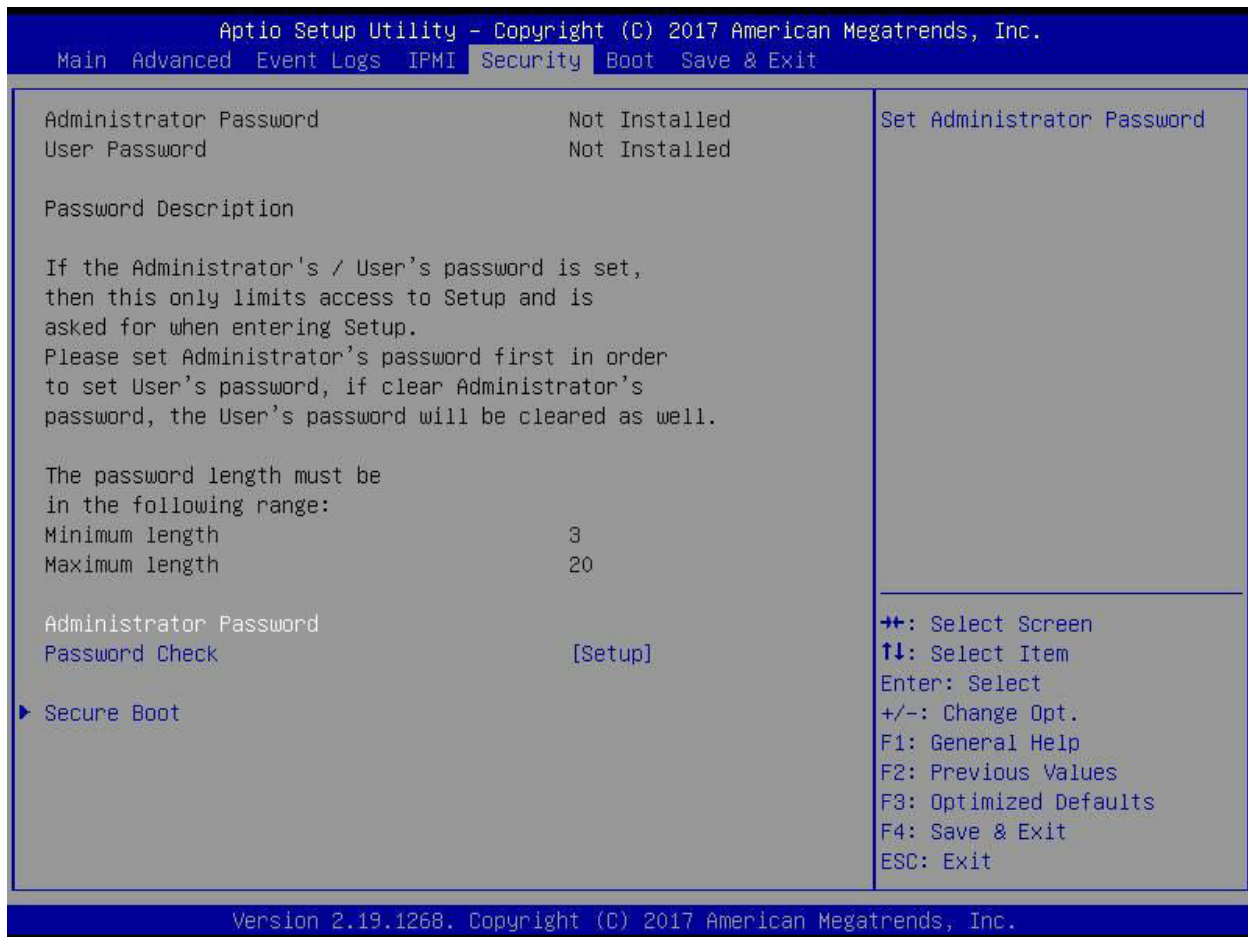 Aptio Setup Utility – Copyright (C) 2017 American Megatrends, Inc.
Main Advanced Event Logs IPMI Security Boot Save & Exit
Administrator Password Not Installed
User Password Not Installed
Password Description
If the Administrator's / User's password is set,
then this only limits access to Setup and is
asked for when entering Setup.
Please set Administrator's password first in order
to set User's password, if clear Administrator's
password, the User's password will be cleared as well.
The password length must be
in the following range:
Minimum length 3
Maximum length 20
Administrator Password
Password Check [Setup]
Secure Boot
Set Administrator Password
→←: Select Screen
↑↓: Select Item
Enter: Select
+/-: Change Opt.
F1: General Help
F2: Previous Values
F3: Optimized Defaults
F4: Save & Exit
ESC: Exit
Version 2.19.1268. Copyright (C) 2017 American Megatrends, Inc.